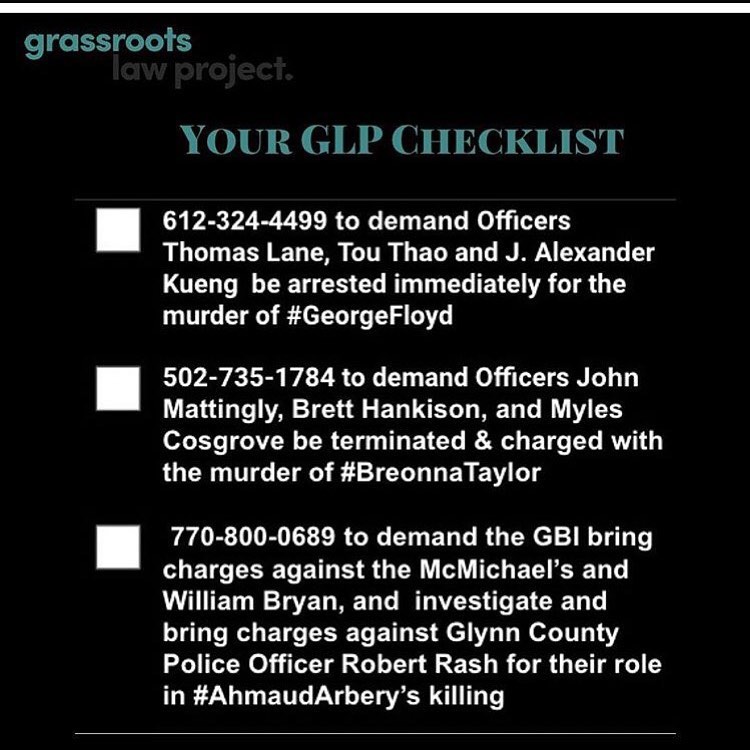 grassroots
law project.
YOUR GLP CHECKLIST
612-324-4499 to demand Officers
Thomas Lane, Tou Thao and J. Alexander
Kueng  be arrested immediately for the
murder of #GeorgeFloyd
502-735-1784 to demand Officers John
Mattingly, Brett Hankison, and Myles
Cosgrove be terminated & charged with
the murder of #BreonnaTaylor
770-800-0689 to demand the GBI bring
charges against the McMichael's and
William Bryan, and  investigate and
bring charges against Glynn County
Police Officer Robert Rash for their role
in #AhmaudArbery's killing